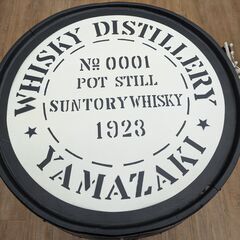 WHISKY DISTILLERY
No 0001
POT STILL
SUNTORY WHISKY
1923
★ YAMAZAKI ★